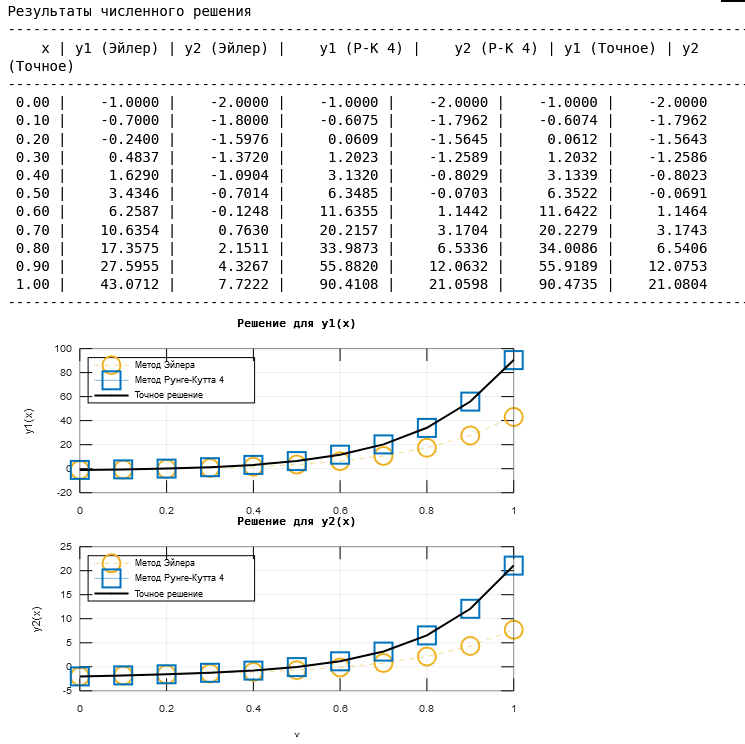 Результаты численного решения
--------------------------------------------------------------------------------------
x | y1 (Эйлер) | y2 (Эйлер) | y1 (Р-К 4) | y2 (Р-К 4) | y1 (Точное) | y2
(Точное)
--------------------------------------------------------------------------------------
0.00 | -1.0000 | -2.0000 | -1.0000 | -2.0000 | -1.0000 | -2.0000
0.10 | -0.7000 | -1.8000 | -0.6075 | -1.7962 | -0.6074 | -1.7962
0.20 | -0.2400 | -1.5976 | 0.0609 | -1.5645 | 0.0612 | -1.5643
0.30 | 0.4837 | -1.3720 | 1.2023 | -1.2589 | 1.2032 | -1.2586
0.40 | 1.6290 | -1.0904 | 3.1320 | -0.8029 | 3.1339 | -0.8023
0.50 | 3.4346 | -0.7014 | 6.3485 | -0.0703 | 6.3522 | -0.0691
0.60 | 6.2587 | -0.1248 | 11.6355 | 1.1442 | 11.6422 | 1.1464
0.70 | 10.6354 | 0.7630 | 20.2157 | 3.1704 | 20.2279 | 3.1743
0.80 | 17.3575 | 2.1511 | 33.9873 | 6.5336 | 34.0086 | 6.5406
0.90 | 27.5955 | 4.3267 | 55.8820 | 12.0632 | 55.9189 | 12.0753
1.00 | 43.0712 | 7.7222 | 90.4108 | 21.0598 | 90.4735 | 21.0804
--------------------------------------------------------------------------------------
Решение для y1(x)
100
80
60
40
20
0
-20
y1(x)
Метод Эйлера
Метод Рунге-Кутта 4
Точное решение
0 0.2 0.4 0.6 0.8 1
Решение для y2(x)
25
20
15
10
5
0
-5
y2(x)
Метод Эйлера
Метод Рунге-Кутта 4
Точное решение
0 0.2 0.4 0.6 0.8 1
x